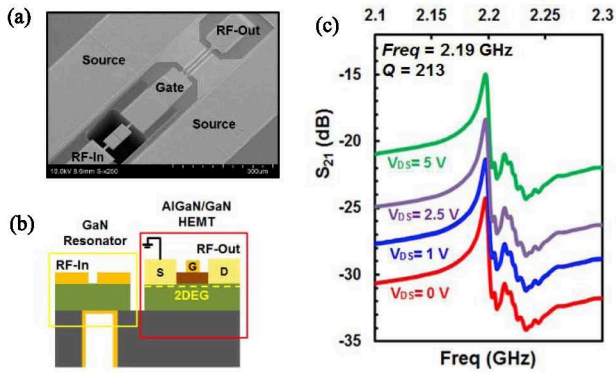 (a)
RF-Out
Source
Gate
Source
RF-In
10.0kV 8.6mm S-x250
300um
(b)
GaN
Resonator
AlGaN/GaN
HEMT
RF-In
RF-Out
S
G
D
2DEG
(c)
2.1 2.15 2.2 2.25 2.3
Freq = 2.19 GHz
Q = 213
-15
-20
-25
-30
-35
S21 (dB)
VDS= 5 V
VDS= 2.5 V
VDS= 1 V
VDS= 0 V
Freq (GHz)